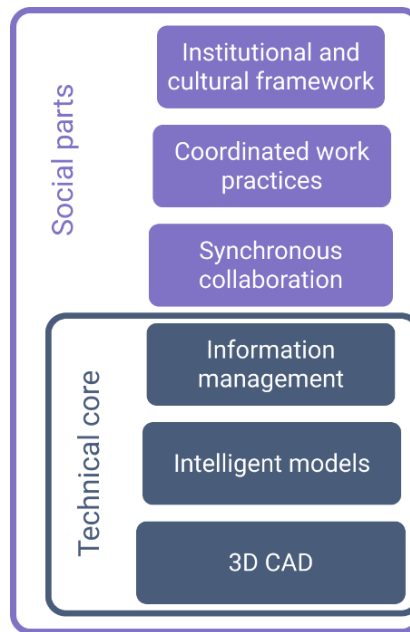 Social parts
Institutional and
cultural framework
Coordinated work
practices
Synchronous
collaboration
Technical core
Information
management
Intelligent models
3D CAD